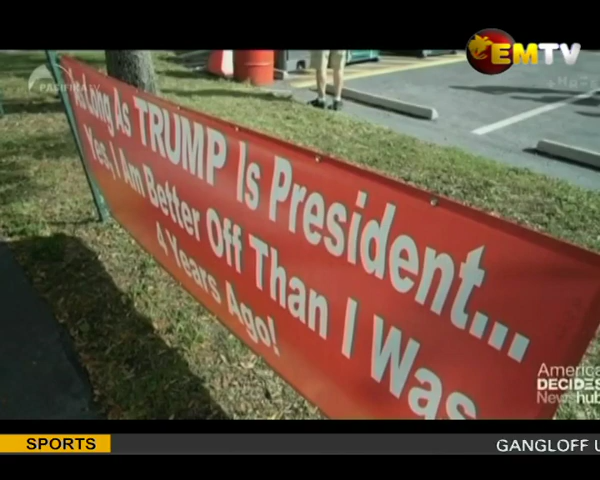 EMTV
As Long As TRUMP Is President...
Yes, I Am Better Off Than I Was
4 Years Ago!
America
DECIDES
Newshub
SPORTS
GANGLOFF U